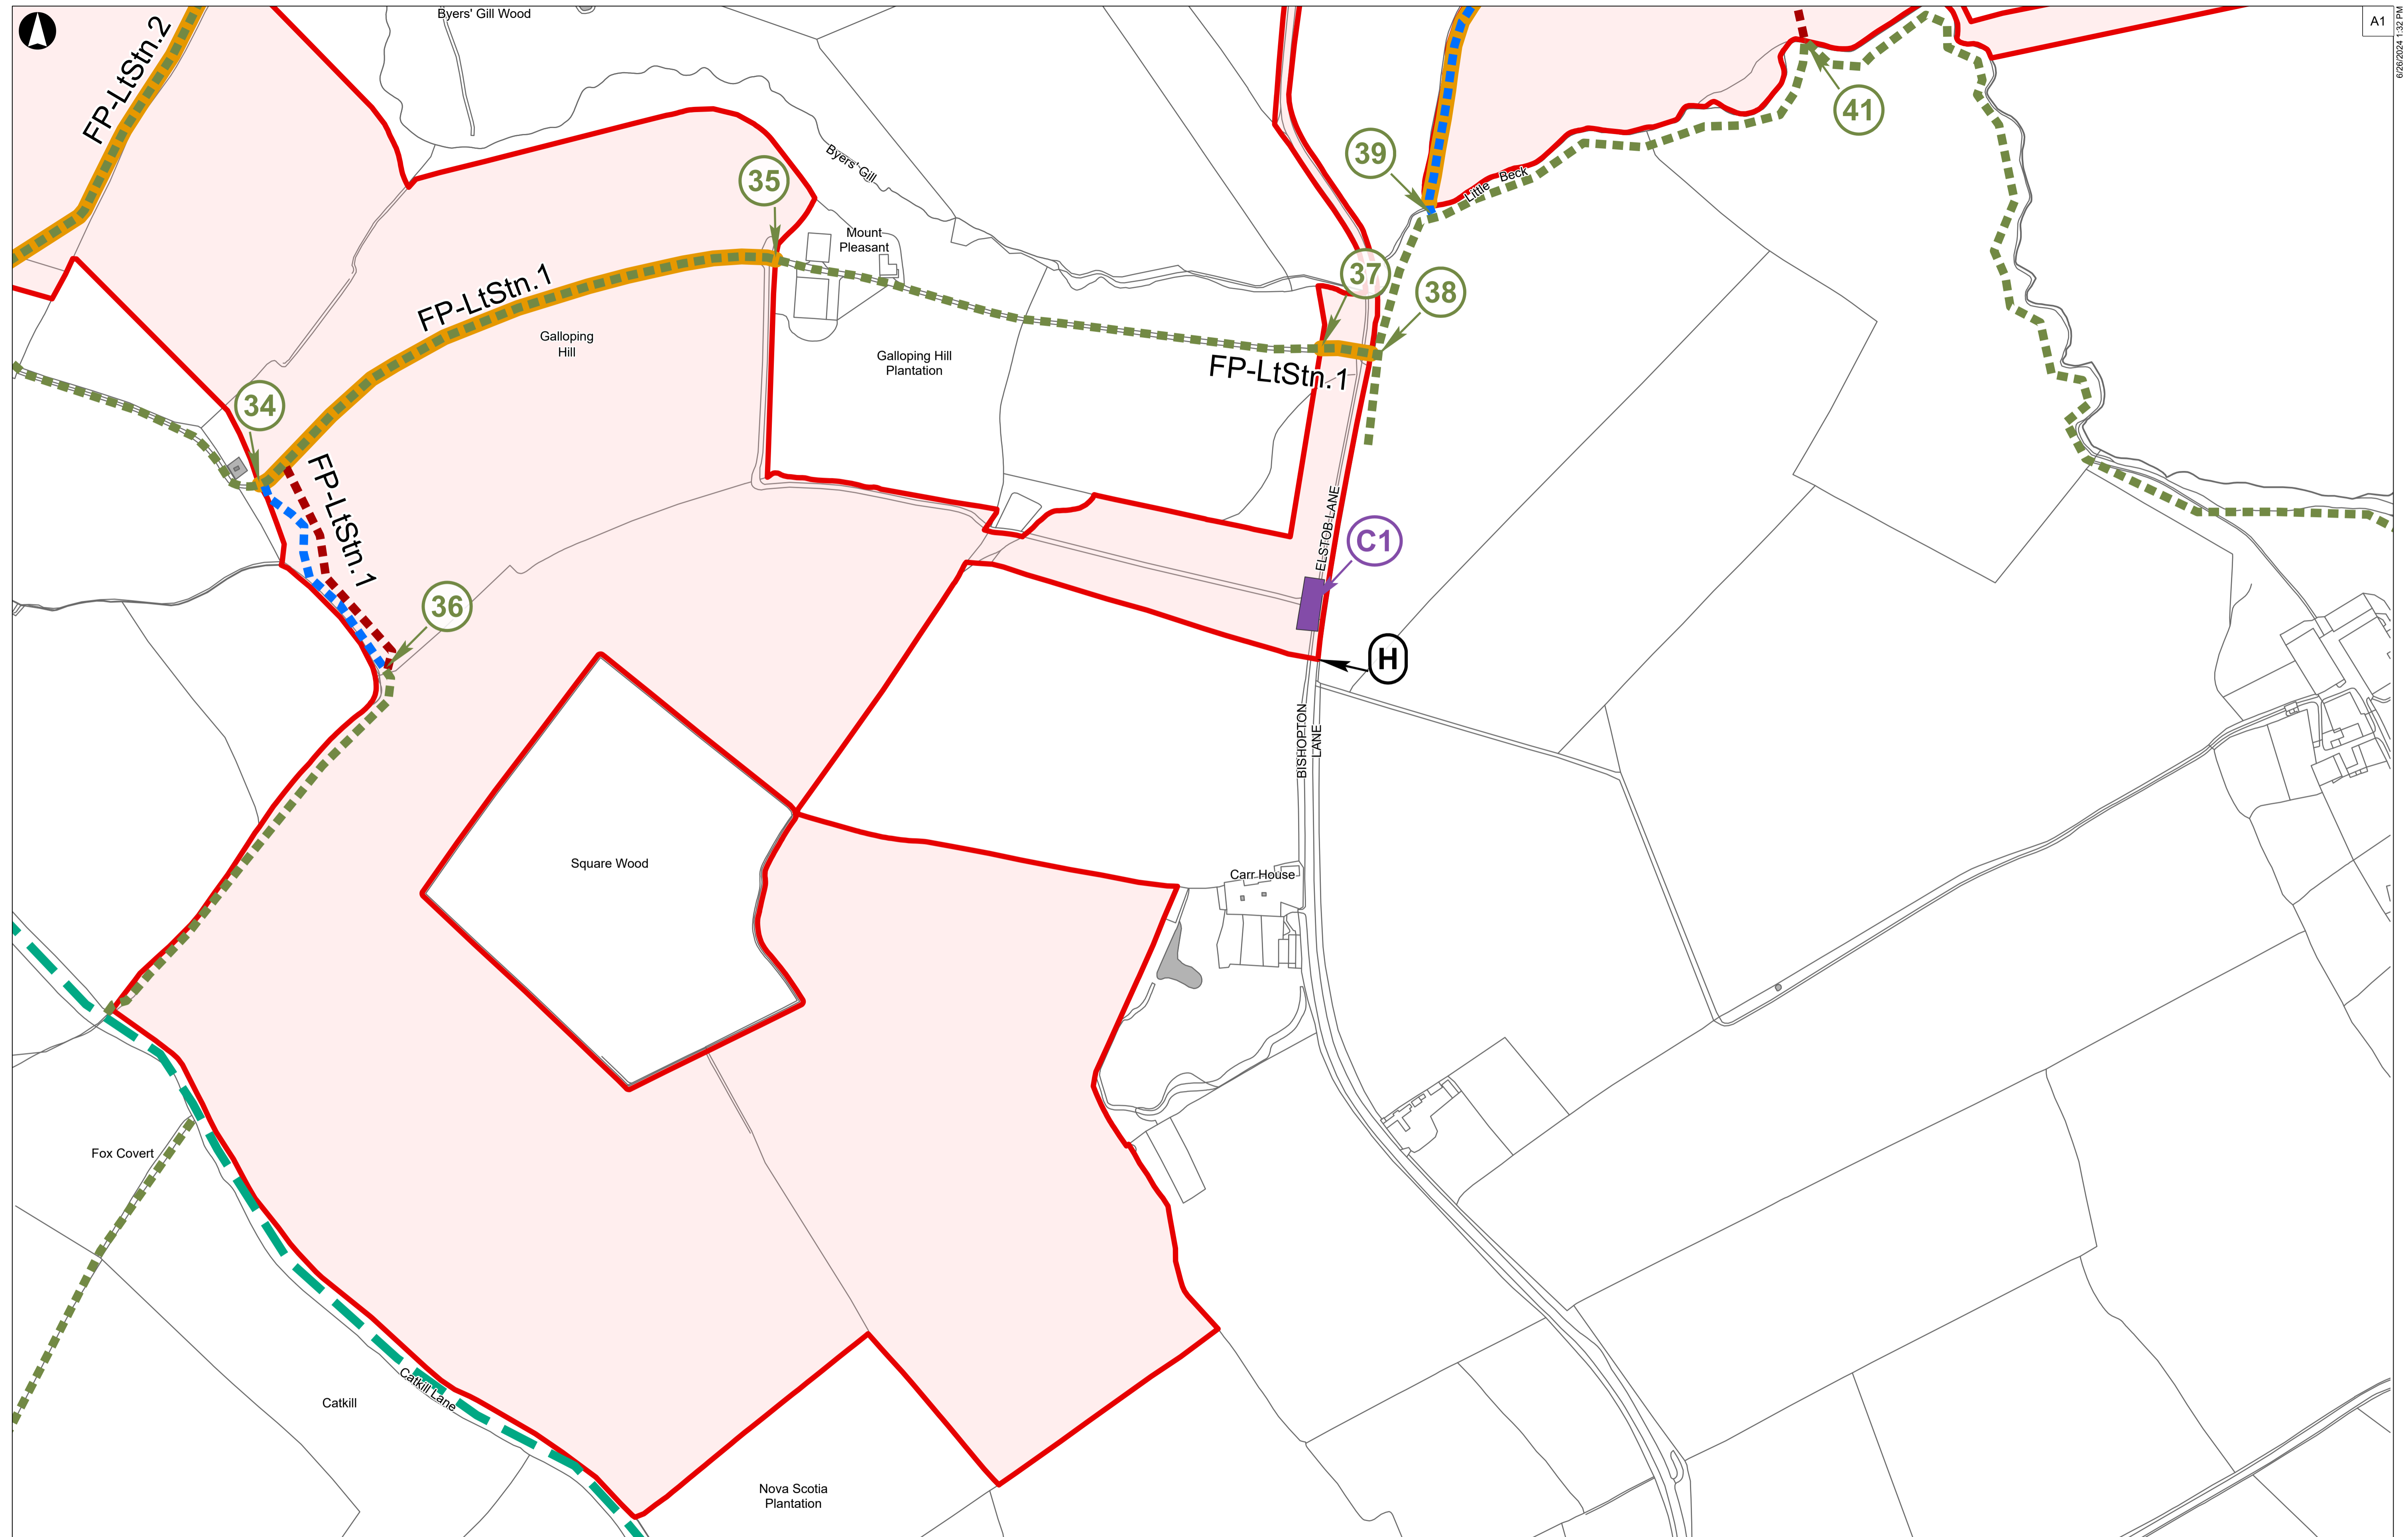 Byers' Gill Wood
A1
6/26/2024 1:32 PM
FP-LtStn.2
41
39
Byers' Gill
35
Little Beck
Mount
Pleasant
37
38
FP-LtStn.1
Galloping
Hill
Galloping Hill
Plantation
FP-LtStn.1
34
FP-LtStn.1
ELSTOB LANE
C1
36
H
BISHOPTON
LANE
Square Wood
Carr House
Fox Covert
Catkill Lane
Catkill
Nova Scotia
Plantation